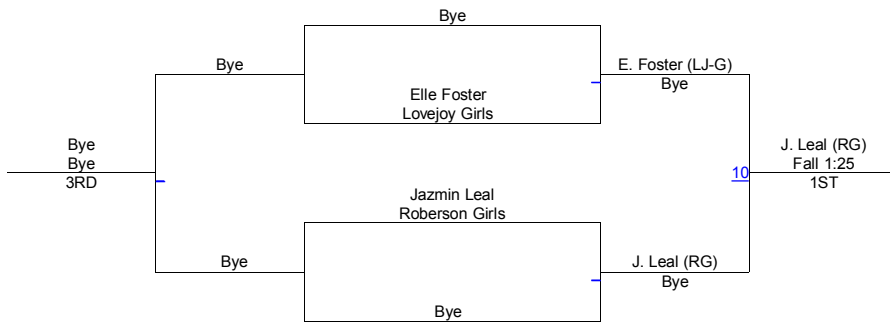 Bye
Bye
E. Foster (LJ-G)
Bye
Elle Foster
Lovejoy Girls
Bye
Bye
3RD
J. Leal (RG)
Fall 1:25
1ST
10
Jazmin Leal
Roberson Girls
Bye
J. Leal (RG)
Bye
Bye